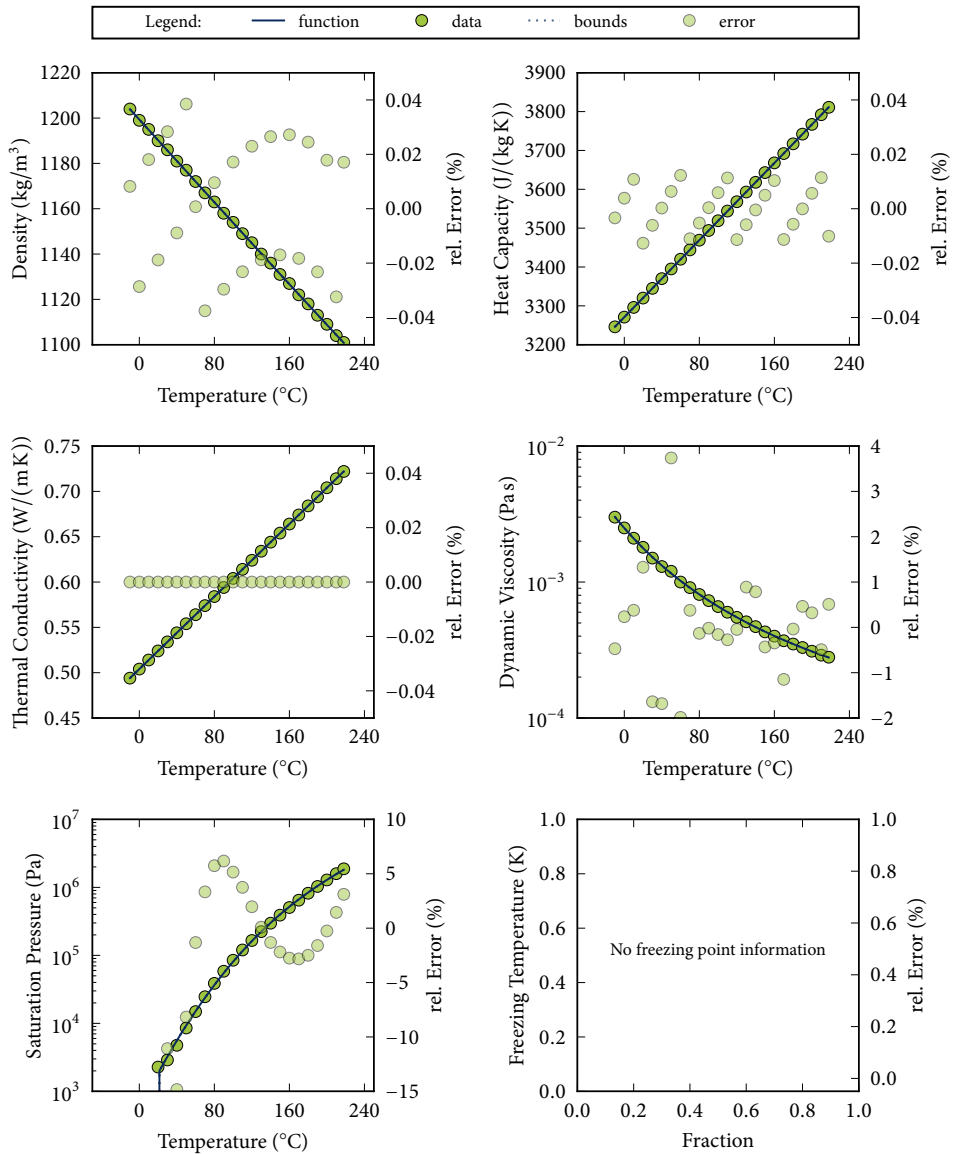 Legend: function data bounds error
1220
1200
1180
1160
1140
1120
1100
Density (kg/m³)
0.04
0.02
0.00
−0.02
−0.04
rel. Error (%)
0 80 160 240
Temperature (°C)
3900
3800
3700
3600
3500
3400
3300
3200
Heat Capacity (J/(kg K))
0.04
0.02
0.00
−0.02
−0.04
rel. Error (%)
0 80 160 240
Temperature (°C)
0.75
0.70
0.65
0.60
0.55
0.50
0.45
Thermal Conductivity (W/(m K))
0.04
0.02
0.00
−0.02
−0.04
rel. Error (%)
0 80 160 240
Temperature (°C)
10⁻²
10⁻³
10⁻⁴
Dynamic Viscosity (Pa s)
4
3
2
1
0
−1
−2
rel. Error (%)
0 80 160 240
Temperature (°C)
10⁷
10⁶
10⁵
10⁴
10³
Saturation Pressure (Pa)
10
5
0
−5
−10
−15
rel. Error (%)
0 80 160 240
Temperature (°C)
1.0
0.8
0.6
0.4
0.2
0.0
Freezing Temperature (K)
No freezing point information
1.0
0.8
0.6
0.4
0.2
0.0
rel. Error (%)
0.0 0.2 0.4 0.6 0.8 1.0
Fraction